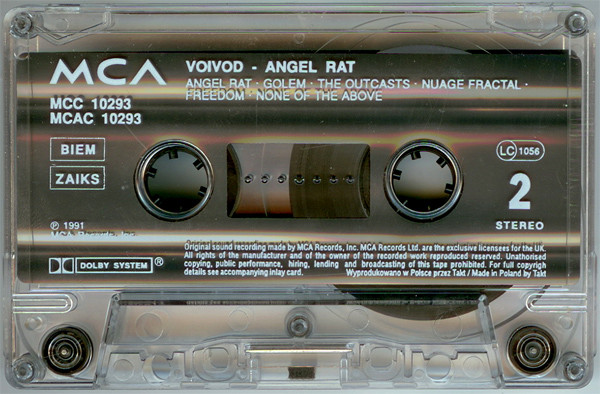 MCA
VOIVOD - ANGEL RAT
ANGEL RAT · GOLEM · THE OUTCASTS · NUAGE FRACTAL ·
FREEDOM · NONE OF THE ABOVE
MCC 10293
MCAC 10293
BIEM
ZAIKS
LC 1056
2
STEREO
℗ 1991
MCA Records, Inc.
DOLBY SYSTEM ®
Original sound recording made by MCA Records, Inc. MCA Records Ltd. are the exclusive licensees for the UK.
All rights of the manufacturer and of the owner of the recorded work reproduced reserved. Unauthorised
copying, public performance, hiring, lending and broadcasting of this tape prohibited. For full copyrigh
details see accompanying inlay card.
Wyprodukowano w Polsce przez Takt / Made in Poland by Takt